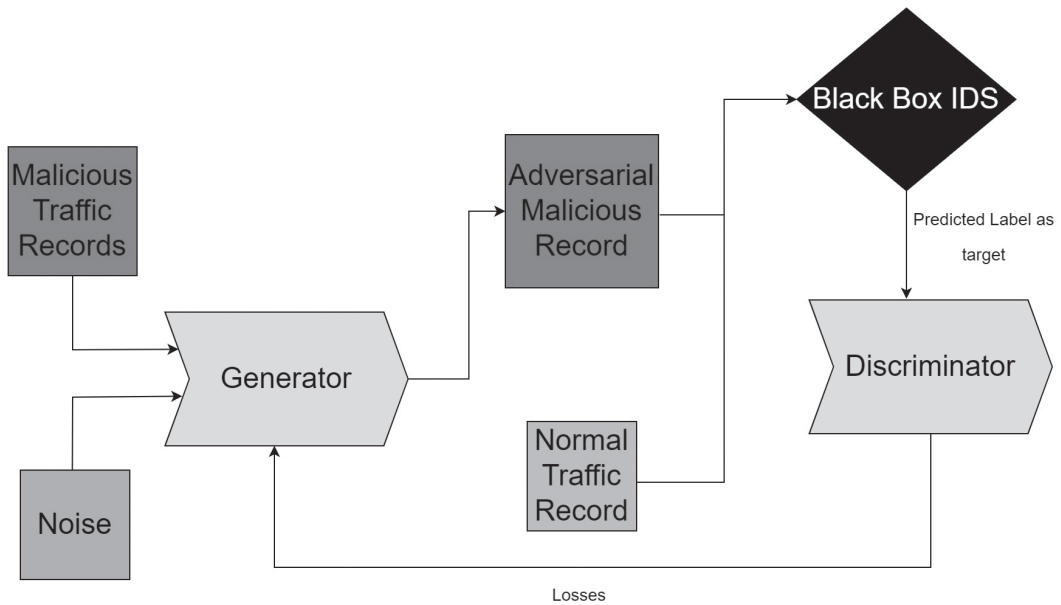 Malicious
Traffic
Records
Noise
Generator
Adversarial
Malicious
Record
Normal
Traffic
Record
Black Box IDS
Predicted Label as
target
Discriminator
Losses